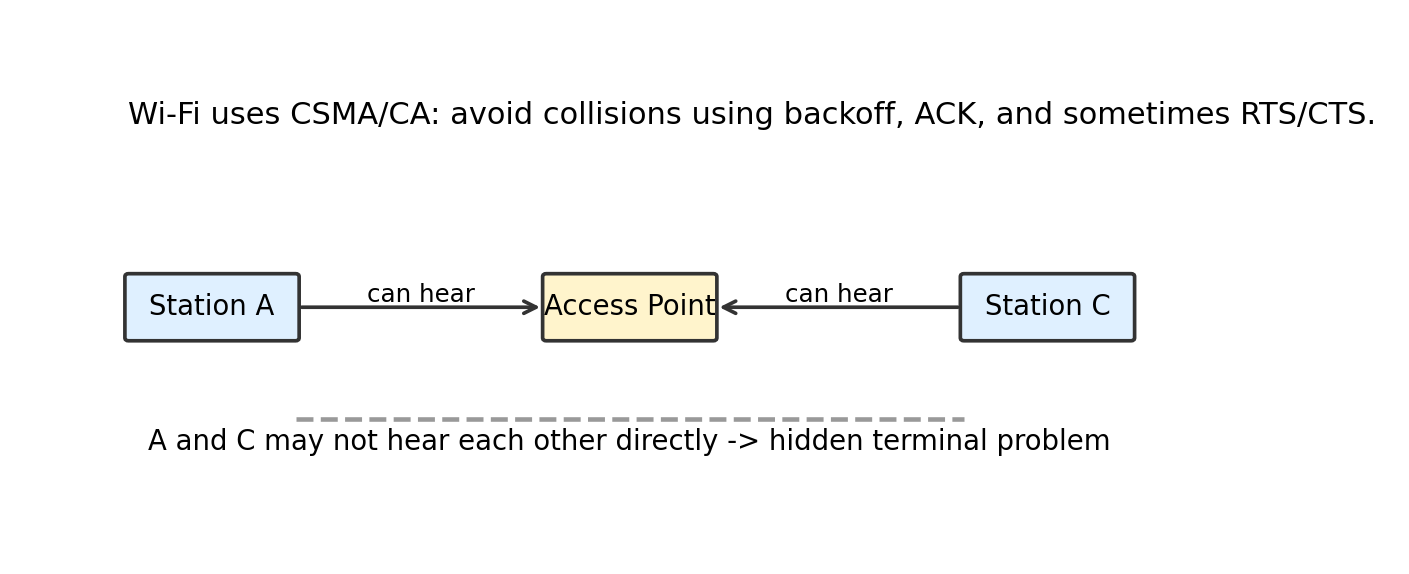 Wi-Fi uses CSMA/CA: avoid collisions using backoff, ACK, and sometimes RTS/CTS.
can hear
can hear
Station A
Access Point
Station C
A and C may not hear each other directly -> hidden terminal problem